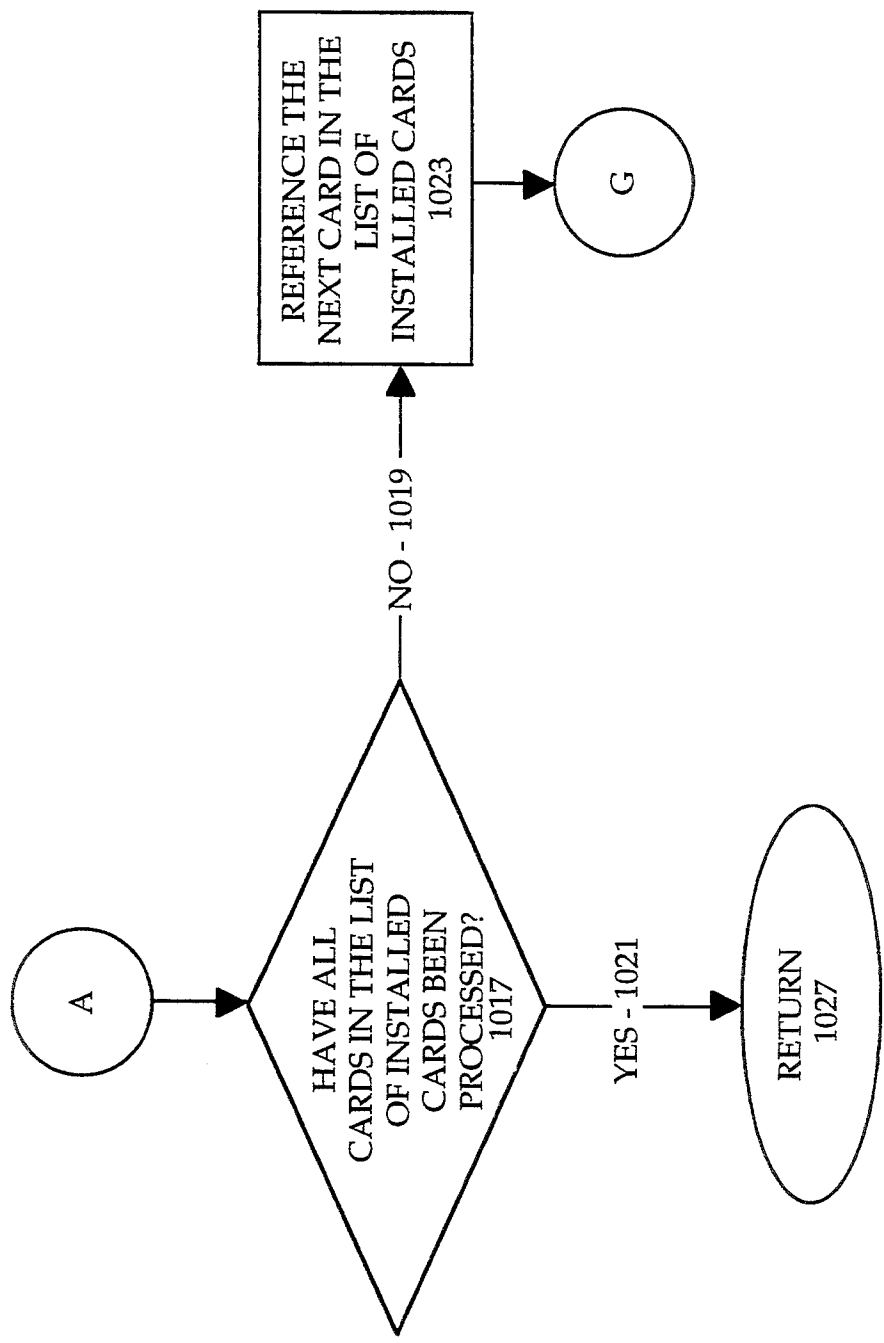 A
HAVE ALL
CARDS IN THE LIST
OF INSTALLED
CARDS BEEN
PROCESSED?
1017
NO - 1019
REFERENCE THE
NEXT CARD IN THE
LIST OF
INSTALLED CARDS
1023
G
YES - 1021
RETURN
1027